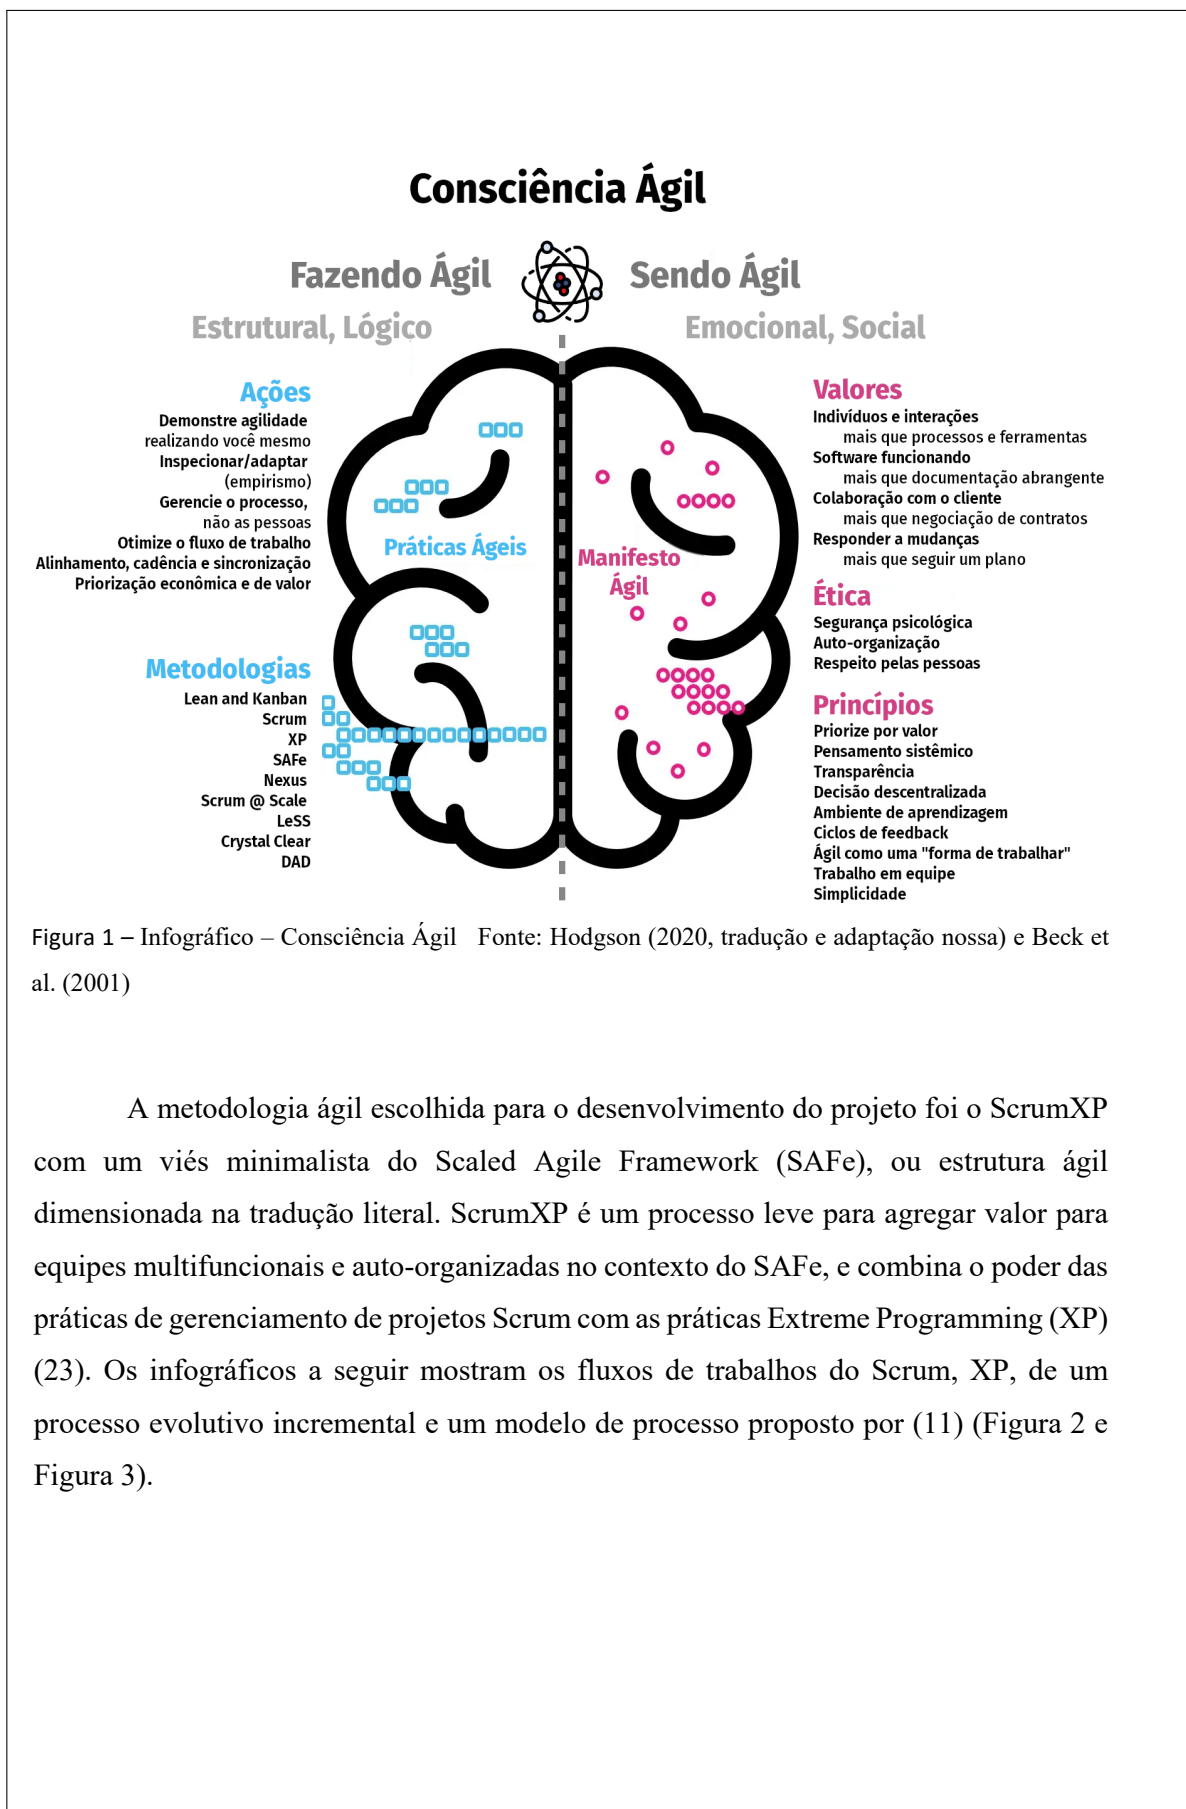 Consciência Ágil
Fazendo Ágil
Sendo Ágil
Estrutural, Lógico
Emocional, Social
Ações
Demonstre agilidade
realizando você mesmo
Inspecionar/adaptar
(empirismo)
Gerencie o processo,
não as pessoas
Otimize o fluxo de trabalho
Alinhamento, cadência e sincronização
Priorização econômica e de valor
Metodologias
Lean and Kanban
Scrum
XP
SAFe
Nexus
Scrum @ Scale
LeSS
Crystal Clear
DAD
Práticas Ágeis
Manifesto
Ágil
Valores
Indivíduos e interações
mais que processos e ferramentas
Software funcionando
mais que documentação abrangente
Colaboração com o cliente
mais que negociação de contratos
Responder a mudanças
mais que seguir um plano
Ética
Segurança psicológica
Auto-organização
Respeito pelas pessoas
Princípios
Priorize por valor
Pensamento sistêmico
Transparência
Decisão descentralizada
Ambiente de aprendizagem
Ciclos de feedback
Ágil como uma "forma de trabalhar"
Trabalho em equipe
Simplicidade
Figura 1 – Infográfico – Consciência Ágil Fonte: Hodgson (2020, tradução e adaptação nossa) e Beck et
al. (2001)
A metodologia ágil escolhida para o desenvolvimento do projeto foi o ScrumXP
com um viés minimalista do Scaled Agile Framework (SAFe), ou estrutura ágil
dimensionada na tradução literal. ScrumXP é um processo leve para agregar valor para
equipes multifuncionais e auto-organizadas no contexto do SAFe, e combina o poder das
práticas de gerenciamento de projetos Scrum com as práticas Extreme Programming (XP)
(23). Os infográficos a seguir mostram os fluxos de trabalhos do Scrum, XP, de um
processo evolutivo incremental e um modelo de processo proposto por (11) (Figura 2 e
Figura 3).